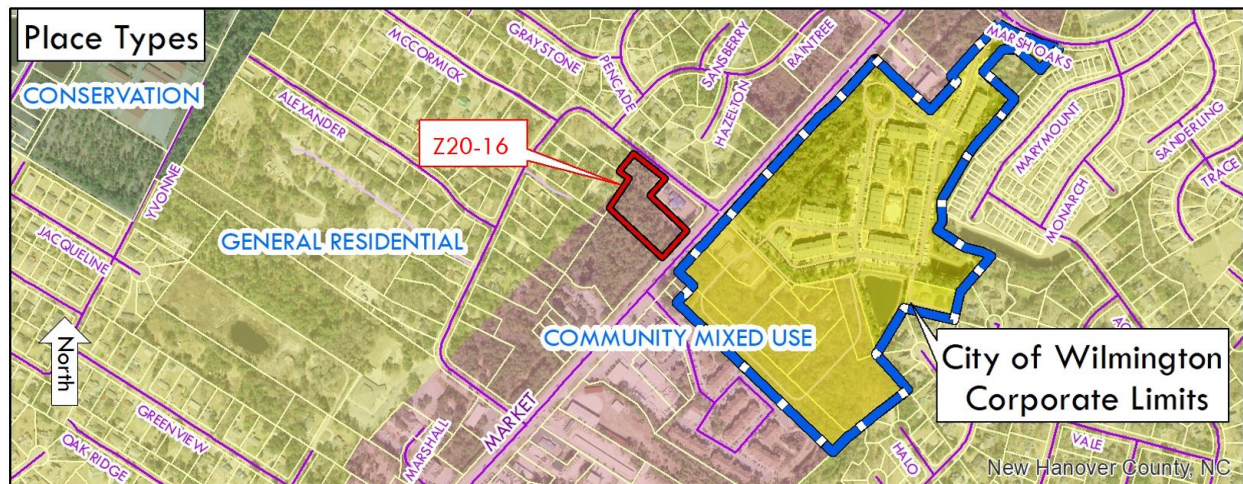 Place Types
CONSERVATION
MCCORMICK
GRAYSTONE
PENCADE
SANSBERRY
HAZELTON
RAINTREE
MARSH OAKS
ALEXANDER
Z20-16
MARYMOUNT
SANDERLING
TRACE
MONARCH
YVONNE
JACQUELINE
GENERAL RESIDENTIAL
COMMUNITY MIXED USE
North
GREENVIEW
OAK RIDGE
MARSHALL
MARKET
City of Wilmington
Corporate Limits
HALO
VALE
New Hanover County, NC